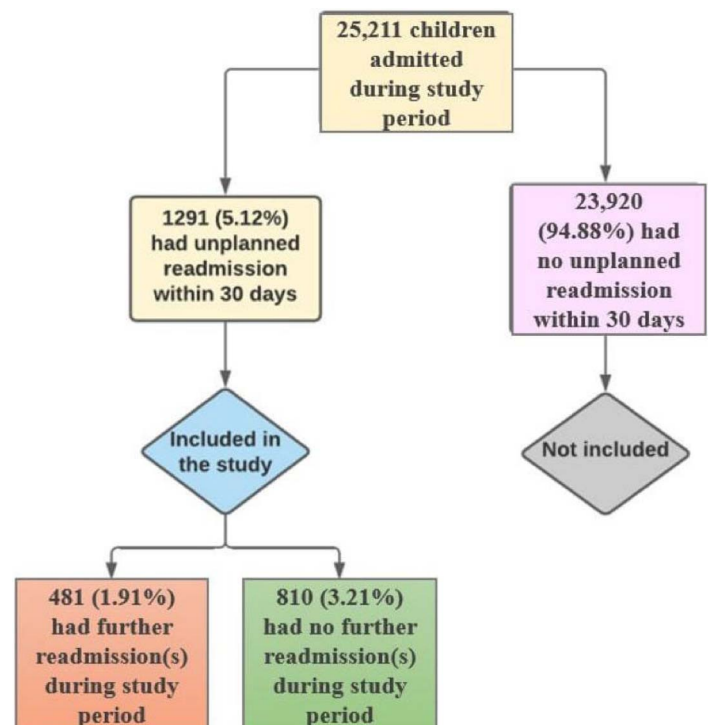 25,211 children
admitted
during study
period
1291 (5.12%)
had unplanned
readmission
within 30 days
23,920
(94.88%) had
no unplanned
readmission
within 30 days
Included in
the study
Not included
481 (1.91%)
had further
readmission(s)
during study
period
810 (3.21%)
had no further
readmission(s)
during study
period